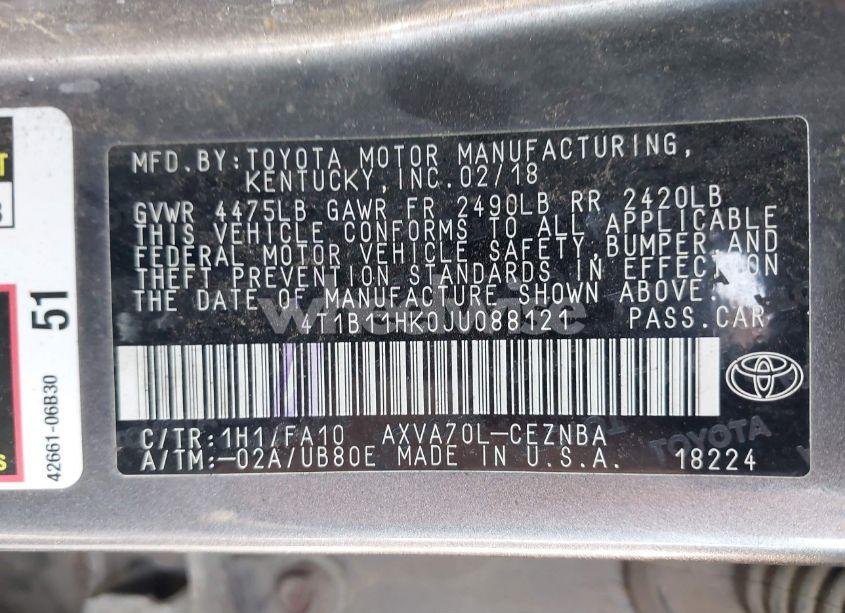 MFD.BY:TOYOTA MOTOR MANUFACTURING,
KENTUCKY,INC.02/18
GVWR 4475LB GAWR FR 2490LB RR 2420LB
THIS VEHICLE CONFORMS TO ALL APPLICABLE
FEDERAL MOTOR VEHICLE SAFETY,BUMPER,AND
THEFT PREVENTION STANDARDS IN EFFECT ON
THE DATE OF MANUFACTURE SHOWN ABOVE.
4T1B11HK0JU088121 PASS.CAR
C/TR:1H1/FA10 AXVA70L-CEZNBA
A/TM:-02A/UB80E MADE IN U.S.A. 18224
TOYOTA
51
42661-06B30